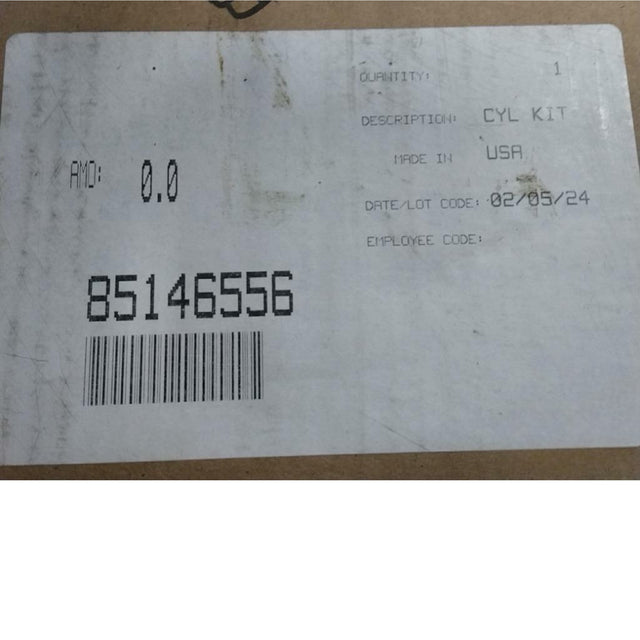 QUANTITY: 1
DESCRIPTION: CYL KIT
MADE IN USA
AMD: 0.0
DATE/LOT CODE: 02/05/24
EMPLOYEE CODE:
85146556